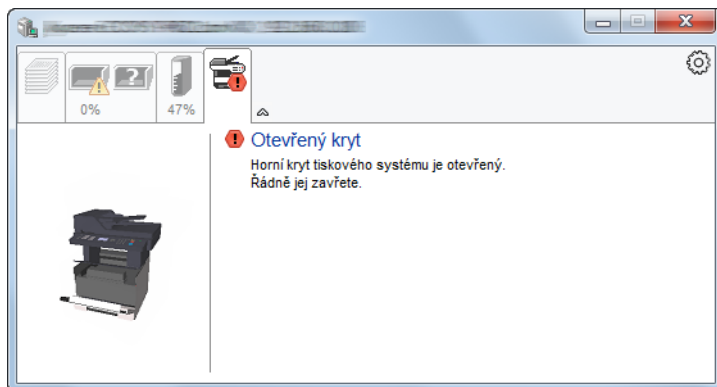 0%
47%
Otevřený kryt
Horní kryt tiskového systému je otevřený.
Řádně jej zavřete.